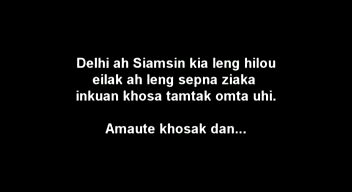 Delhi ah Siamsin kia leng hilou
eilak ah leng sepna ziaka
inkuan khosa tamtak omta uhi.
Amaute khosak dan...